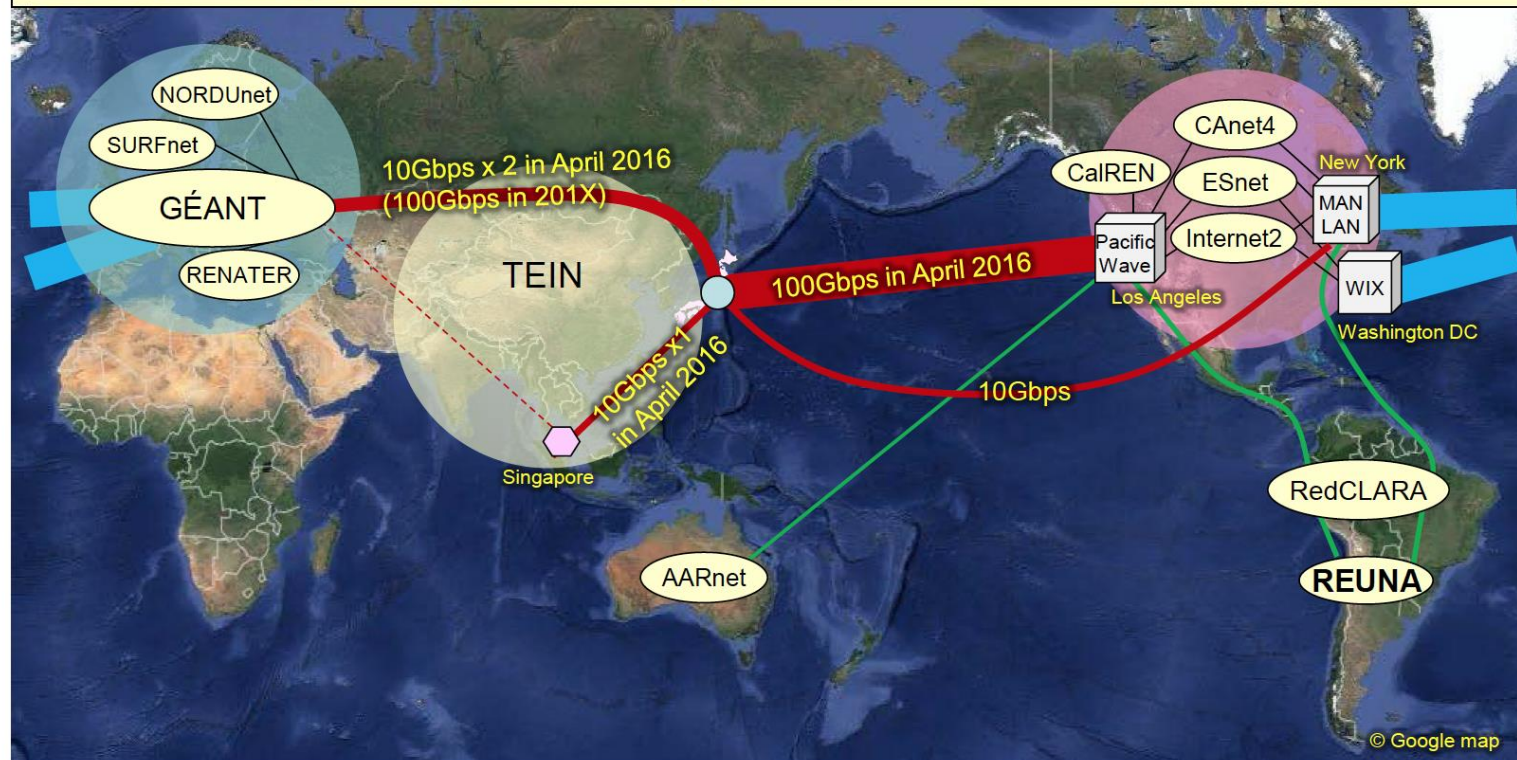 NORDUnet
SURFnet
GÉANT
RENATER
10Gbps x 2 in April 2016
(100Gbps in 201X)
TEIN
10Gbps x1
in April 2016
Singapore
100Gbps in April 2016
10Gbps
AARnet
CAnet4
CalREN
ESnet
Internet2
Pacific
Wave
Los Angeles
New York
MAN
LAN
WIX
Washington DC
RedCLARA
REUNA
© Google map